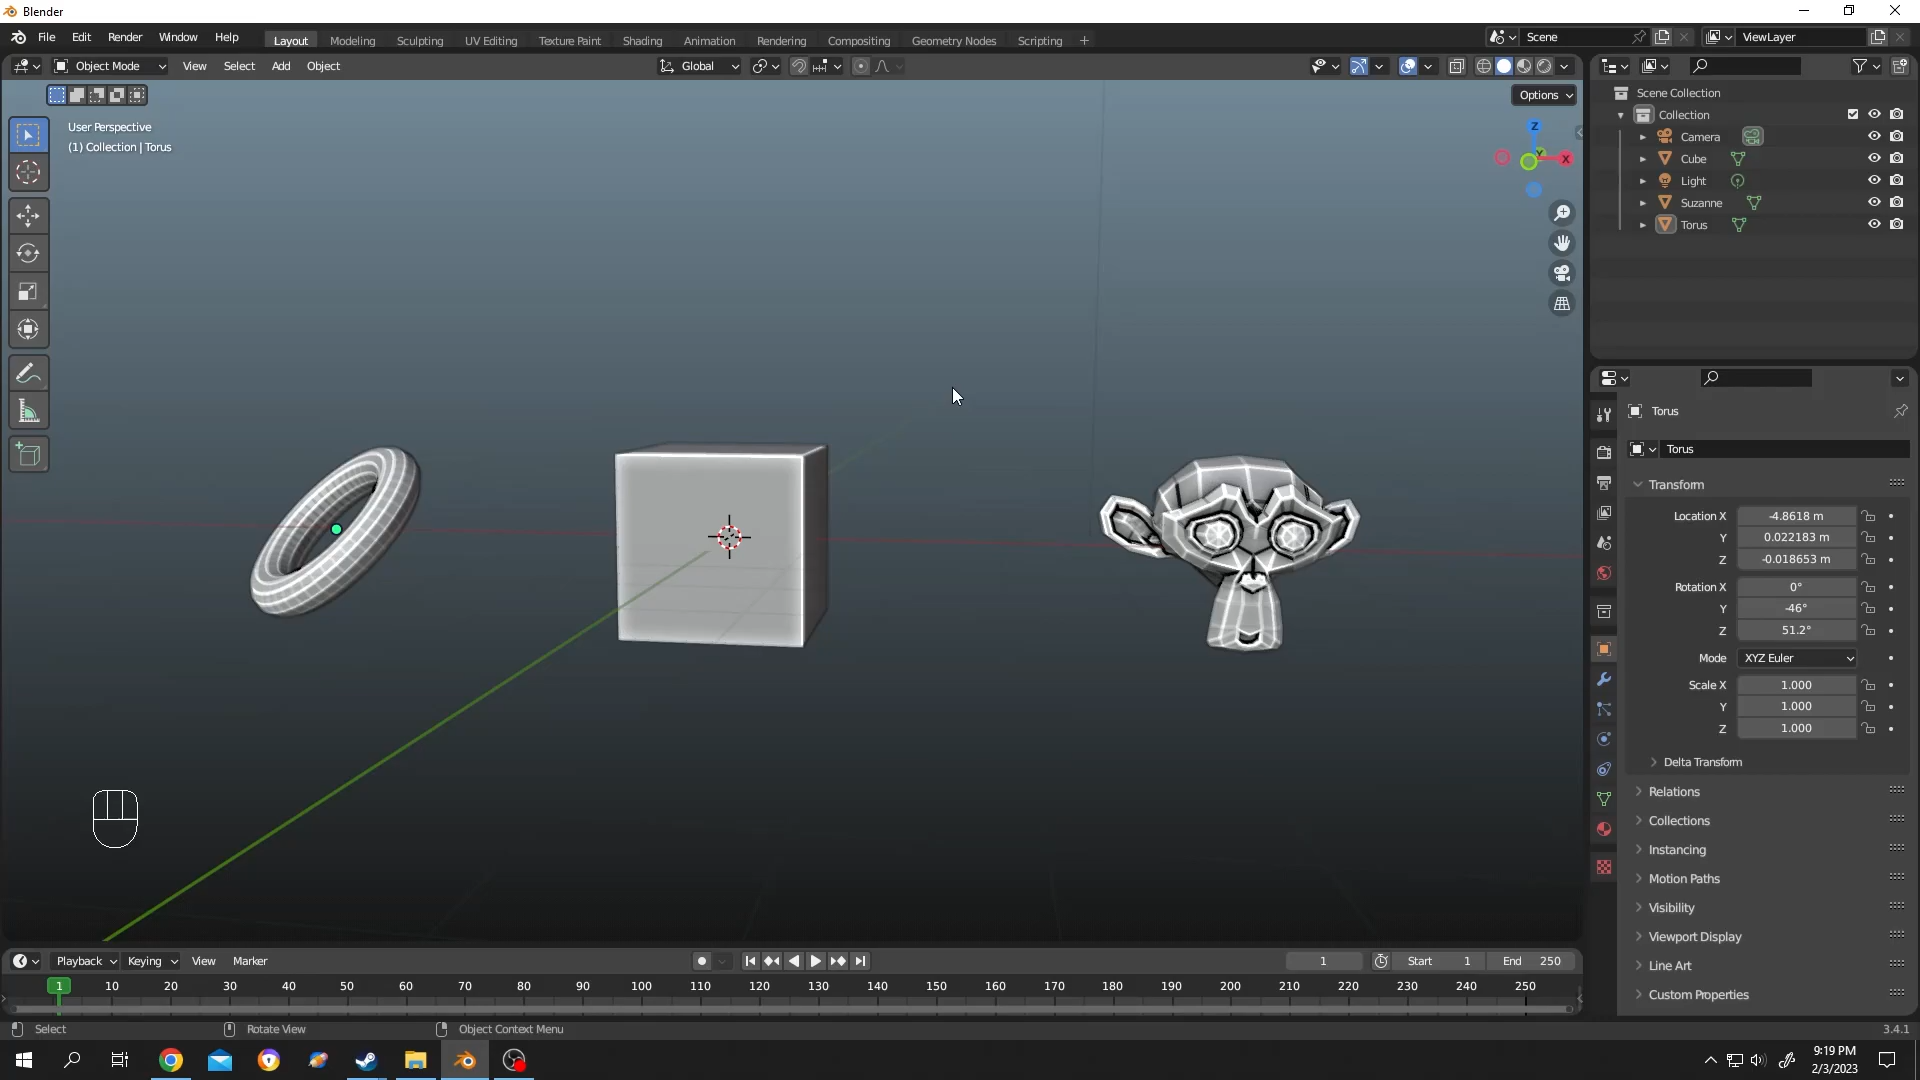 Blender
File Edit Render Window Help Layout Modeling Sculpting UV Editing Texture Paint Shading Animation Rendering Compositing Geometry Nodes Scripting + Scene ViewLayer
Object Mode View Select Add Object Global
Options
User Perspective
(1) Collection | Torus
Z
Y
X
Scene Collection
Collection
Camera
Cube
Light
Suzanne
Torus
Torus
Torus
Transform
Location X -4.8618 m
Y 0.022183 m
Z -0.018653 m
Rotation X 0°
Y -46°
Z 51.2°
Mode XYZ Euler
Scale X 1.000
Y 1.000
Z 1.000
Delta Transform
Relations
Collections
Instancing
Motion Paths
Visibility
Viewport Display
Line Art
Custom Properties
Playback Keying View Marker 1 Start 1 End 250
1 10 20 30 40 50 60 70 80 90 100 110 120 130 140 150 160 170 180 190 200 210 220 230 240 250
Select Rotate View Object Context Menu 3.4.1
9:19 PM
2/3/2023